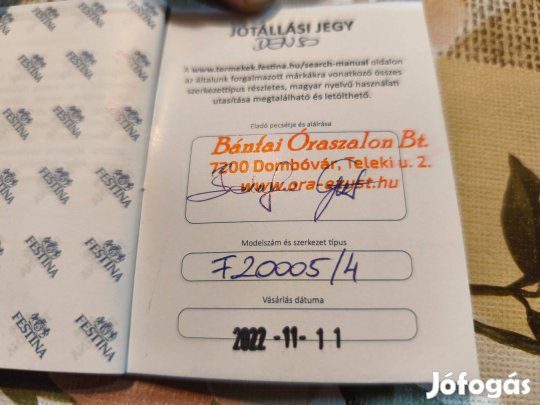 JÓTÁLLÁSI JEGY
A www.termekek.festina.hu/search-manual oldalon
az általunk forgalmazott márkákra vonatkozó összes
szerkezettípus részletes, magyar nyelvű használati
utasítása megtalálható és letölthető.
Eladó pecsétje és aláírása
Bánfai Óraszalon Bt.
7200 Dombóvár, Teleki u. 2.
www.ora-ezust.hu
Modelszám és szerkezet típus
F20005/4
Vásárlás dátuma
2022 -11- 11
FESTINA
Jófogás